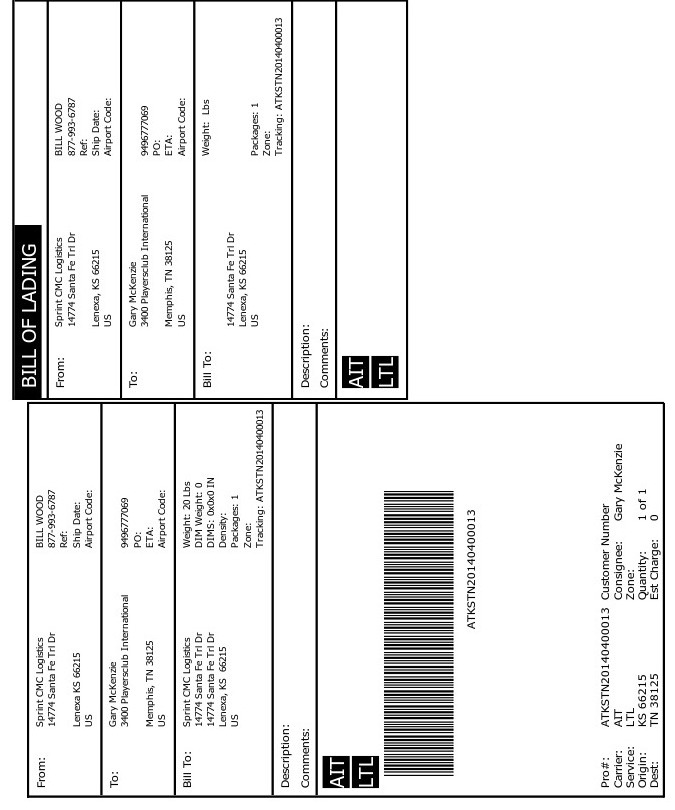 BILL OF LADING
From:
Sprint CMC Logistics
14774 Santa Fe Trl Dr
Lenexa, KS 66215
US
BILL WOOD
877-993-6787
Ref:
Ship Date:
Airport Code:
To:
Gary McKenzie
3400 Playersclub International
Memphis, TN 38125
US
9496777069
PO:
ETA:
Airport Code:
Bill To:
14774 Santa Fe Trl Dr
Lenexa, KS 66215
US
Weight: Lbs
Packages: 1
Zone:
Tracking: ATKSTN20140400013
Description:
Comments:
AIT
LTL
From:
Sprint CMC Logistics
14774 Santa Fe Trl Dr
Lenexa KS 66215
US
BILL WOOD
877-993-6787
Ref:
Ship Date:
Airport Code:
To:
Gary McKenzie
3400 Playersclub International
Memphis, TN 38125
US
9496777069
PO:
ETA:
Airport Code:
Bill To:
Sprint CMC Logistics
14774 Santa Fe Trl Dr
14774 Santa Fe Trl Dr
Lenexa, KS 66215
US
Weight: 20 Lbs
DIM Weight: 0
DIMS: 0x0x0 IN
Density:
Packages: 1
Zone:
Tracking: ATKSTN20140400013
Description:
Comments:
AIT
LTL
ATKSTN20140400013
Pro#: ATKSTN20140400013 Customer Number
Carrier: AIT Consignee: Gary McKenzie
Service: LTL Zone:
Origin: KS 66215 Quantity: 1 of 1
Dest: TN 38125 Est Charge: 0